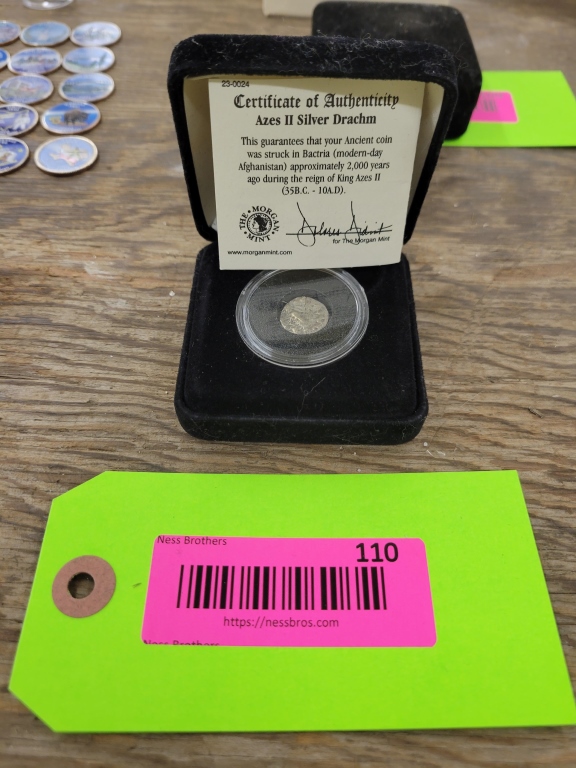 23-0024
Certificate of Authenticity
Azes II Silver Drachm
This guarantees that your Ancient coin
was struck in Bactria (modern-day
Afghanistan) approximately 2,000 years
ago during the reign of King Azes II
(35B.C. - 10A.D).
THE MORGAN MINT
for The Morgan Mint
www.morganmint.com
Ness Brothers
110
https://nessbros.com
Ness Brothers